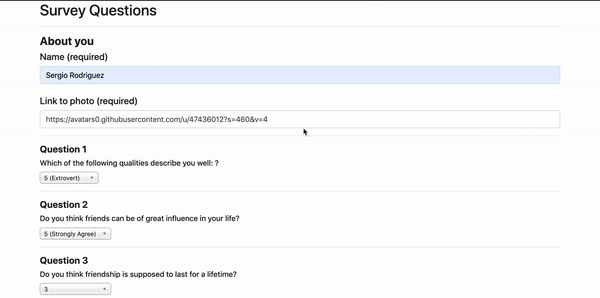 Survey Questions
About you
Name (required)
Sergio Rodriguez
Link to photo (required)
https://avatars0.githubusercontent.com/u/47436012?s=460&v=4
Question 1
Which of the following qualities describe you well: ?
5 (Extrovert)
Question 2
Do you think friends can be of great influence in your life?
5 (Strongly Agree)
Question 3
Do you think friendship is supposed to last for a lifetime?
3